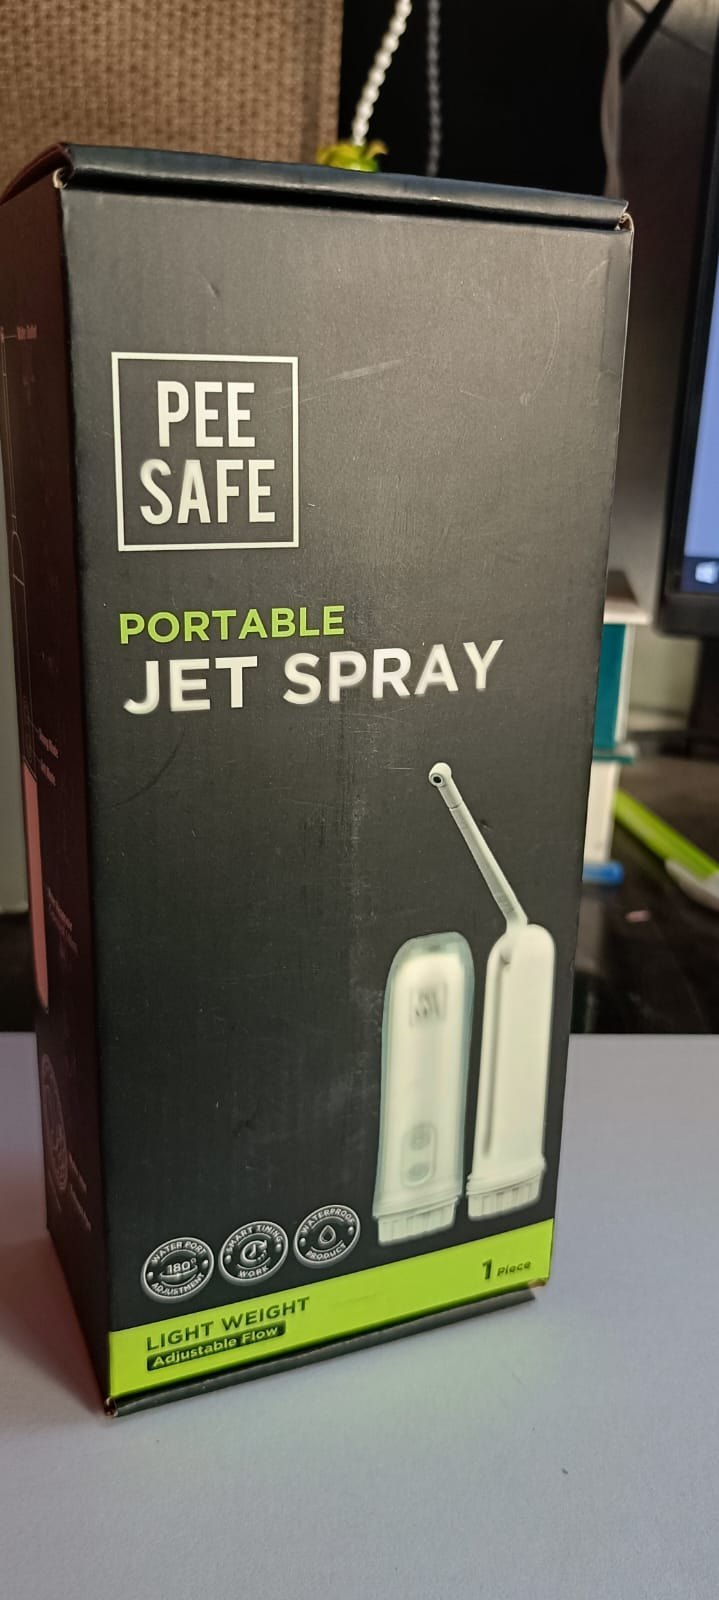 PEE
SAFE
PORTABLE
JET SPRAY
WATER PORT
180°
ADJUSTMENT
SMART TIMING
WORK
WATERPROOF
PRODUCT
1 Piece
LIGHT WEIGHT
Adjustable Flow